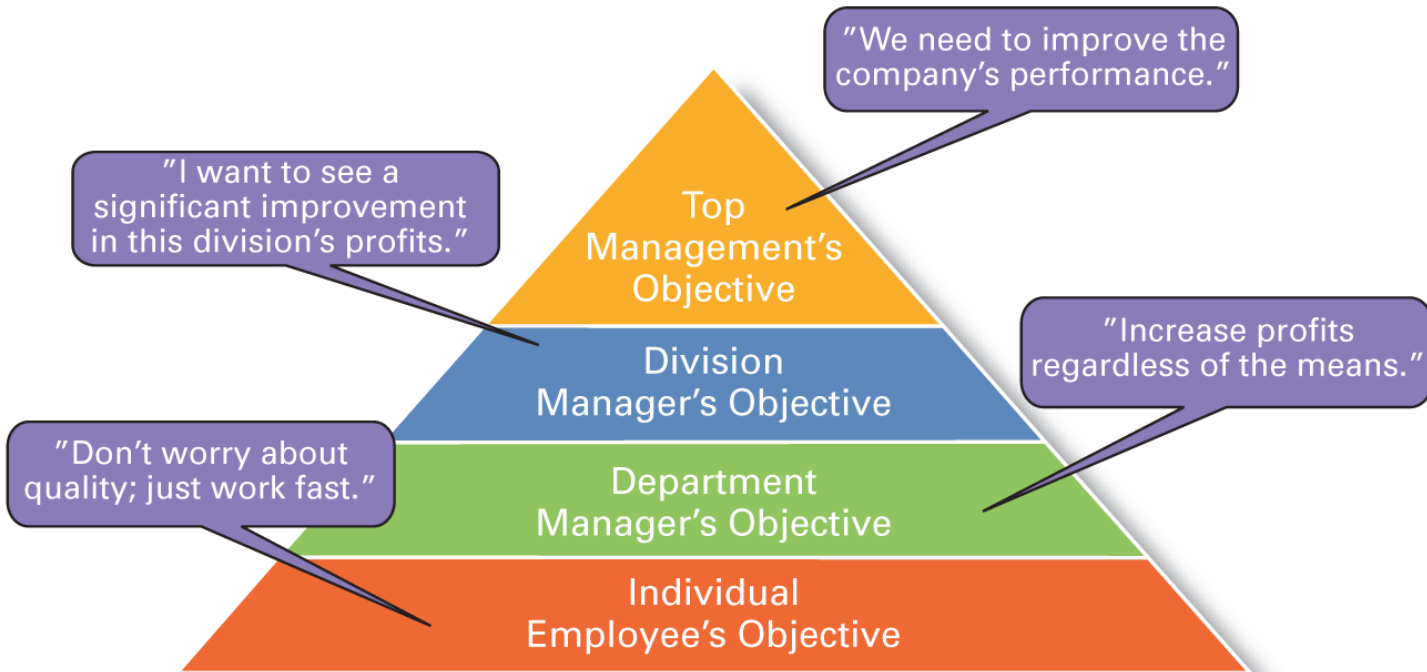 ”We need to improve the
company’s performance.”
”I want to see a
significant improvement
in this division’s profits.”
Top
Management’s
Objective
”Increase profits
regardless of the means.”
Division
Manager’s Objective
”Don’t worry about
quality; just work fast.”
Department
Manager’s Objective
Individual
Employee’s Objective